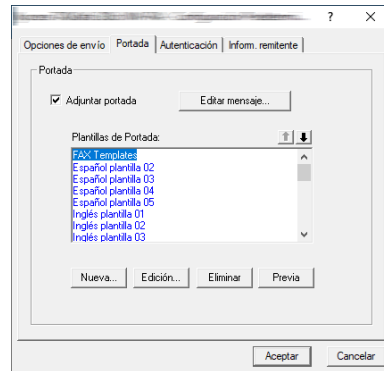 Opciones de envío Portada Autenticación Inform. remitente
Portada
Adjuntar portada Editar mensaje...
Plantillas de Portada:
FAX Templates
Español plantilla 02
Español plantilla 03
Español plantilla 04
Español plantilla 05
Inglés plantilla 01
Inglés plantilla 02
Inglés plantilla 03
Nueva... Edición... Eliminar Previa
Aceptar Cancelar